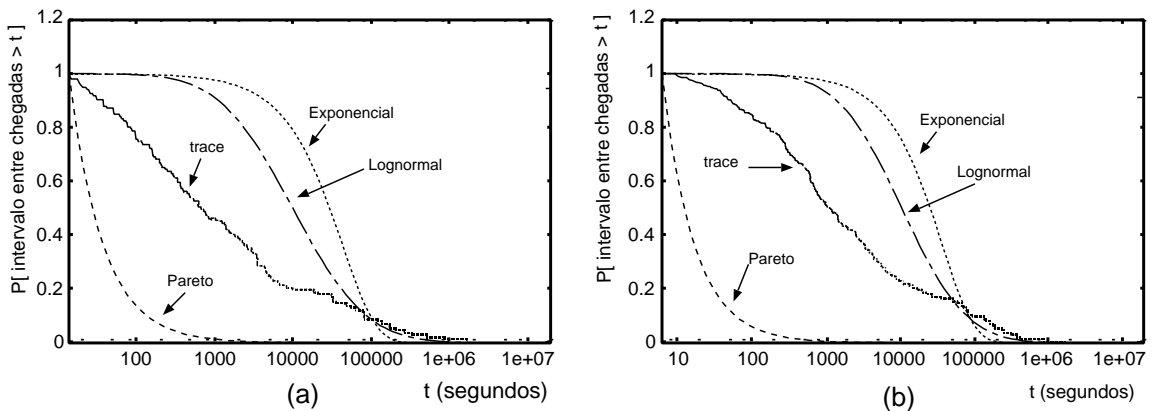 P[ intervalo entre chegadas > t ]
1.2
1
0.8
0.6
0.4
0.2
0
Exponencial
trace
Lognormal
Pareto
100
1000
10000
100000
1e+06
1e+07
(a)
t (segundos)
P[ intervalo entre chegadas > t ]
1.2
1
0.8
0.6
0.4
0.2
0
Exponencial
trace
Lognormal
Pareto
10
100
1000
10000
100000
1e+06
1e+07
(b)
t (segundos)